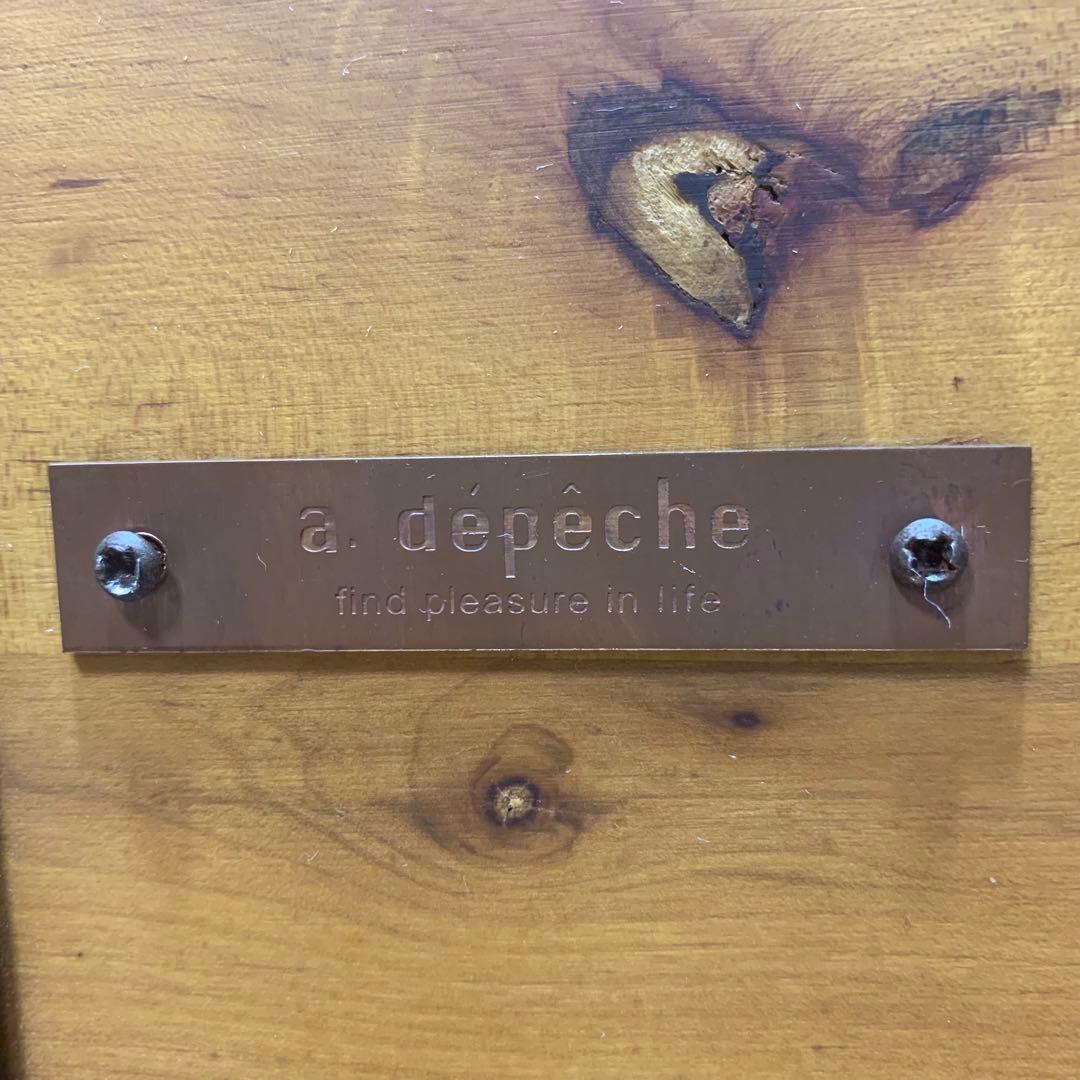 a. dépêche
find pleasure in life